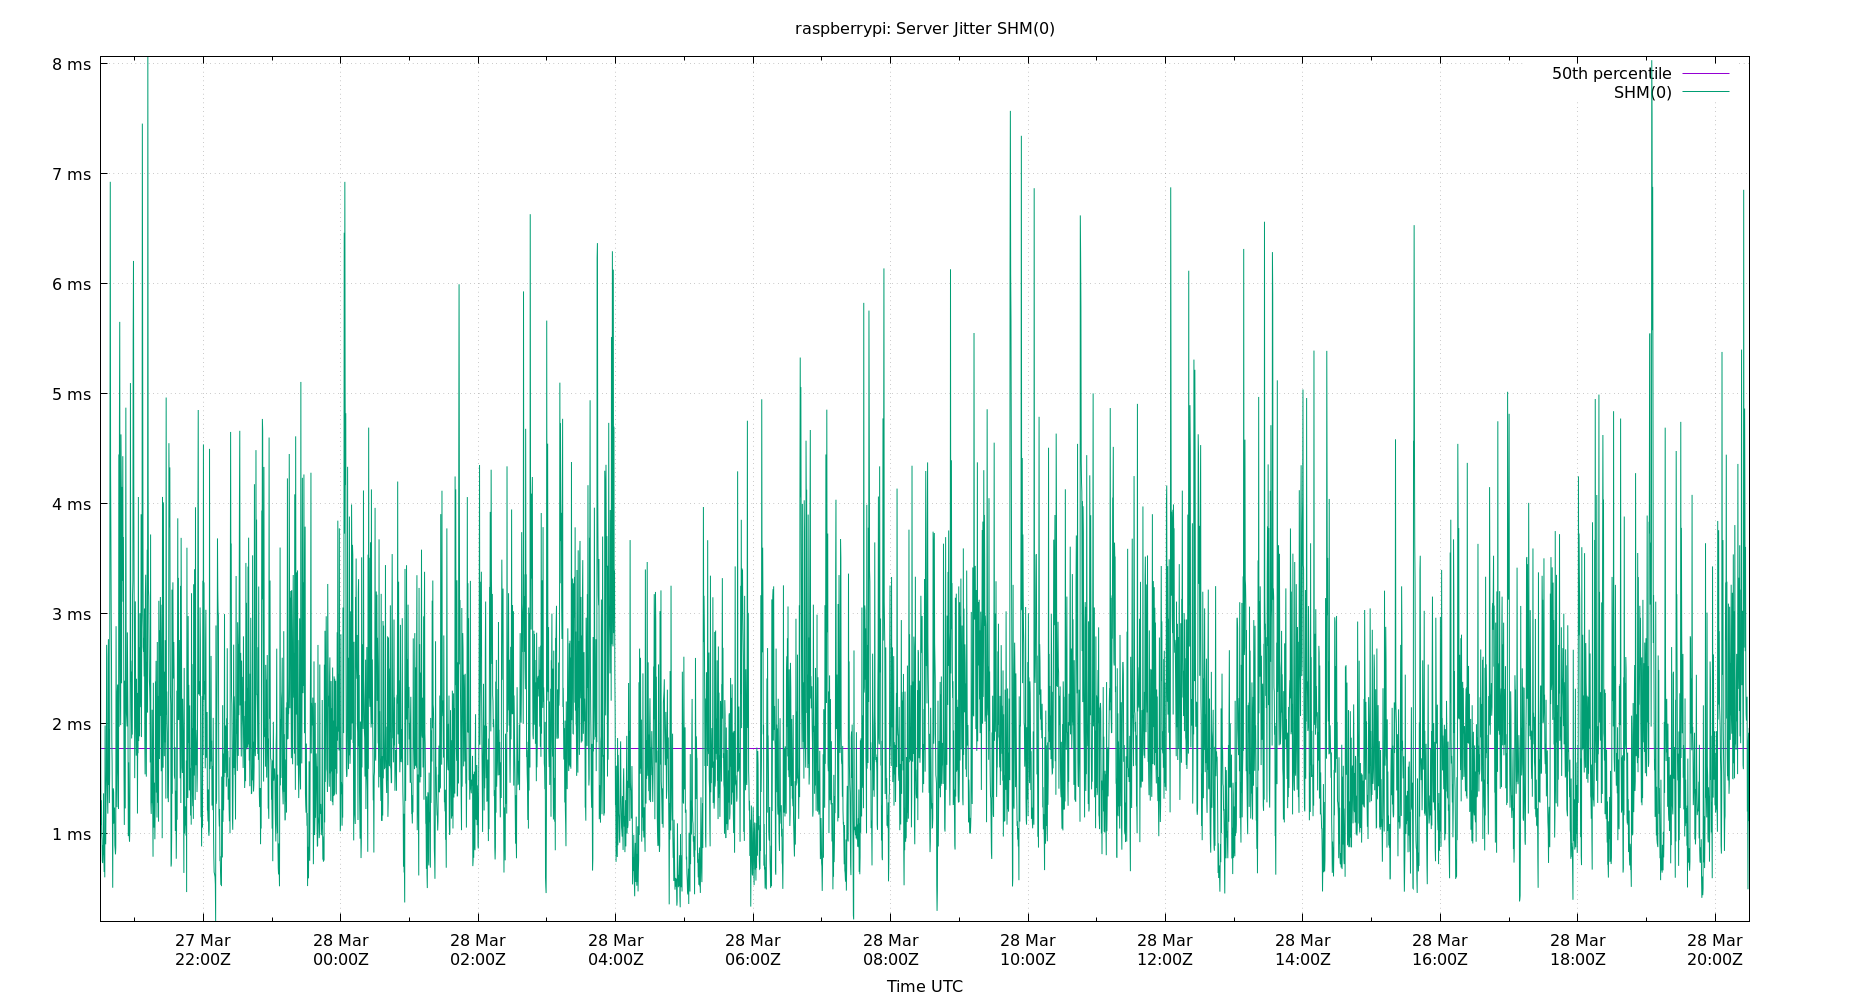 raspberrypi: Server Jitter SHM(0)
8 ms
7 ms
6 ms
5 ms
4 ms
3 ms
2 ms
1 ms
50th percentile
SHM(0)
27 Mar
22:00Z
28 Mar
00:00Z
28 Mar
02:00Z
28 Mar
04:00Z
28 Mar
06:00Z
28 Mar
08:00Z
28 Mar
10:00Z
28 Mar
12:00Z
28 Mar
14:00Z
28 Mar
16:00Z
28 Mar
18:00Z
28 Mar
20:00Z
Time UTC